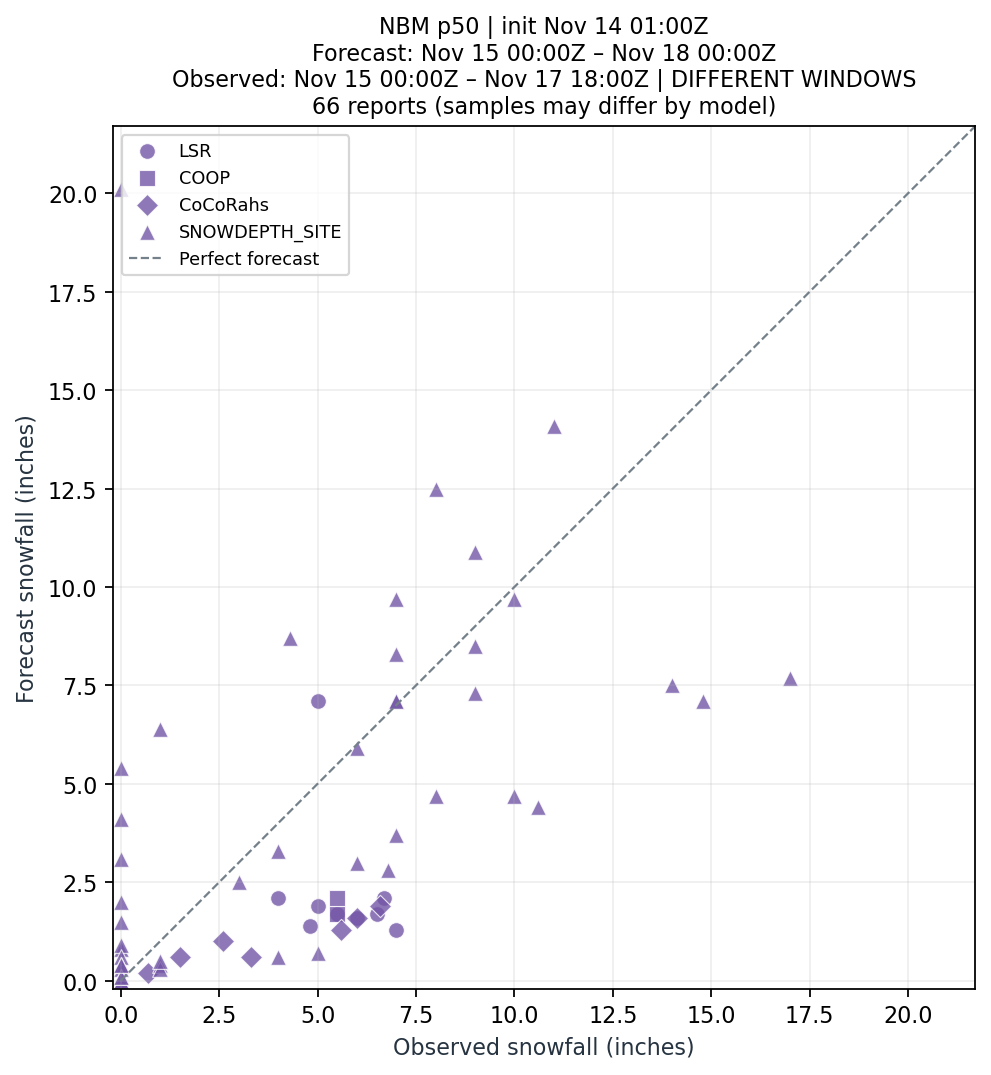 NBM p50 | init Nov 14 01:00Z
Forecast: Nov 15 00:00Z – Nov 18 00:00Z
Observed: Nov 15 00:00Z – Nov 17 18:00Z | DIFFERENT WINDOWS
66 reports (samples may differ by model)
LSR
COOP
CoCoRahs
SNOWDEPTH_SITE
Perfect forecast
20.0
17.5
15.0
12.5
10.0
7.5
5.0
2.5
0.0
Forecast snowfall (inches)
0.0 2.5 5.0 7.5 10.0 12.5 15.0 17.5 20.0
Observed snowfall (inches)